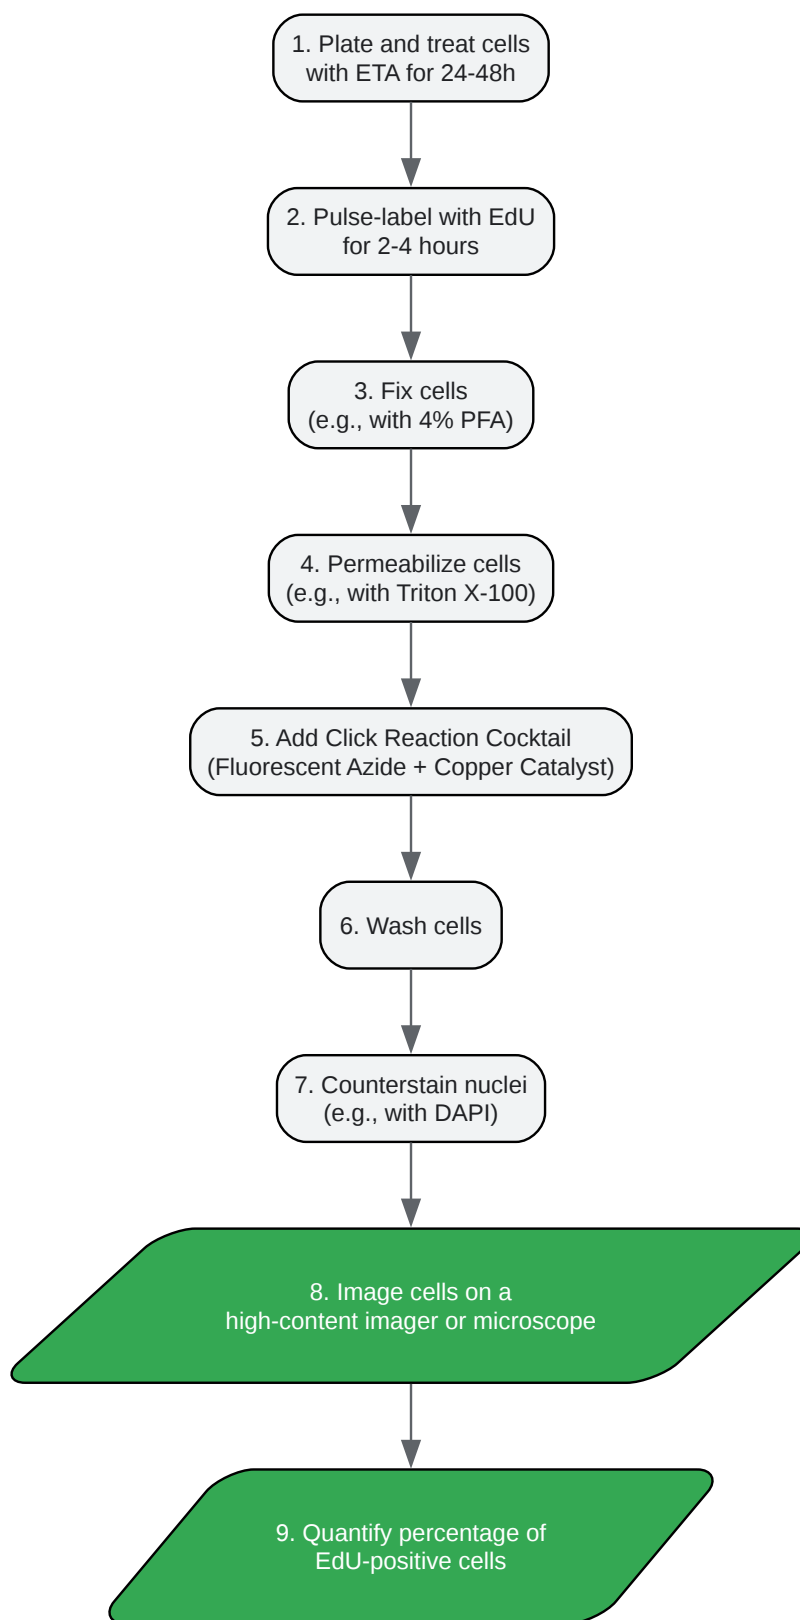 1. Plate and treat cells
with ETA for 24-48h
2. Pulse-label with EdU
for 2-4 hours
3. Fix cells
(e.g., with 4% PFA)
4. Permeabilize cells
(e.g., with Triton X-100)
5. Add Click Reaction Cocktail
(Fluorescent Azide + Copper Catalyst)
6. Wash cells
7. Counterstain nuclei
(e.g., with DAPI)
8. Image cells on a
high-content imager or microscope
9. Quantify percentage of
EdU-positive cells